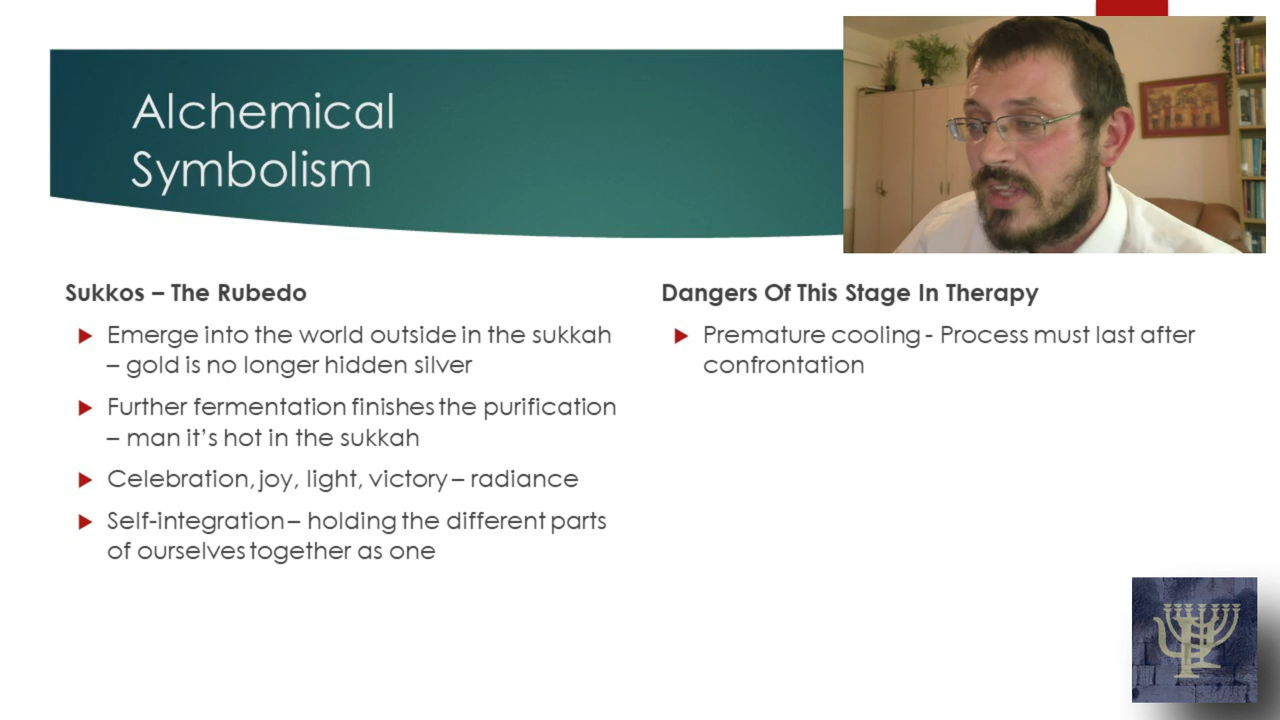 Alchemical
Symbolism
Sukkos – The Rubedo
Emerge into the world outside in the sukkah
– gold is no longer hidden silver
Further fermentation finishes the purification
– man it's hot in the sukkah
Celebration, joy, light, victory – radiance
Self-integration – holding the different parts
of ourselves together as one
Dangers Of This Stage In Therapy
Premature cooling - Process must last after
confrontation